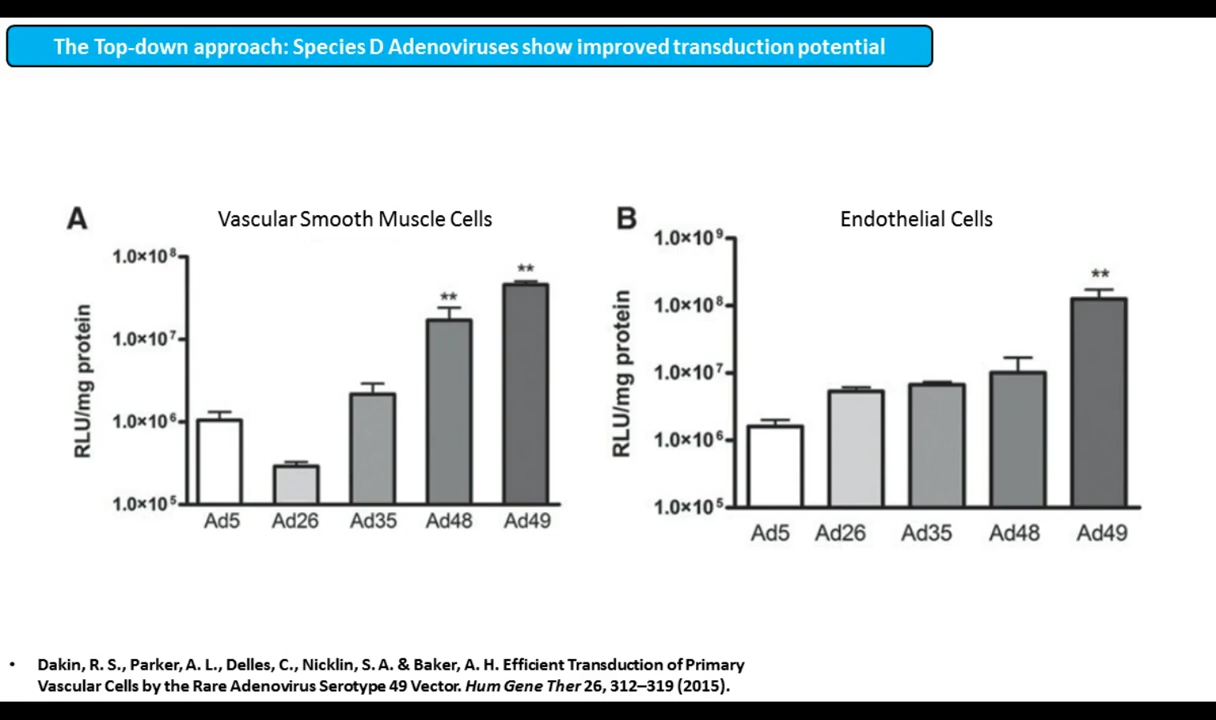 The Top-down approach: Species D Adenoviruses show improved transduction potential
A
Vascular Smooth Muscle Cells
RLU/mg protein
1.0×10⁸
1.0×10⁷
1.0×10⁶
1.0×10⁵
**
**
Ad5 Ad26 Ad35 Ad48 Ad49
B
Endothelial Cells
RLU/mg protein
1.0×10⁹
1.0×10⁸
1.0×10⁷
1.0×10⁶
1.0×10⁵
**
Ad5 Ad26 Ad35 Ad48 Ad49
• Dakin, R. S., Parker, A. L., Delles, C., Nicklin, S. A. & Baker, A. H. Efficient Transduction of Primary
Vascular Cells by the Rare Adenovirus Serotype 49 Vector. Hum Gene Ther 26, 312–319 (2015).